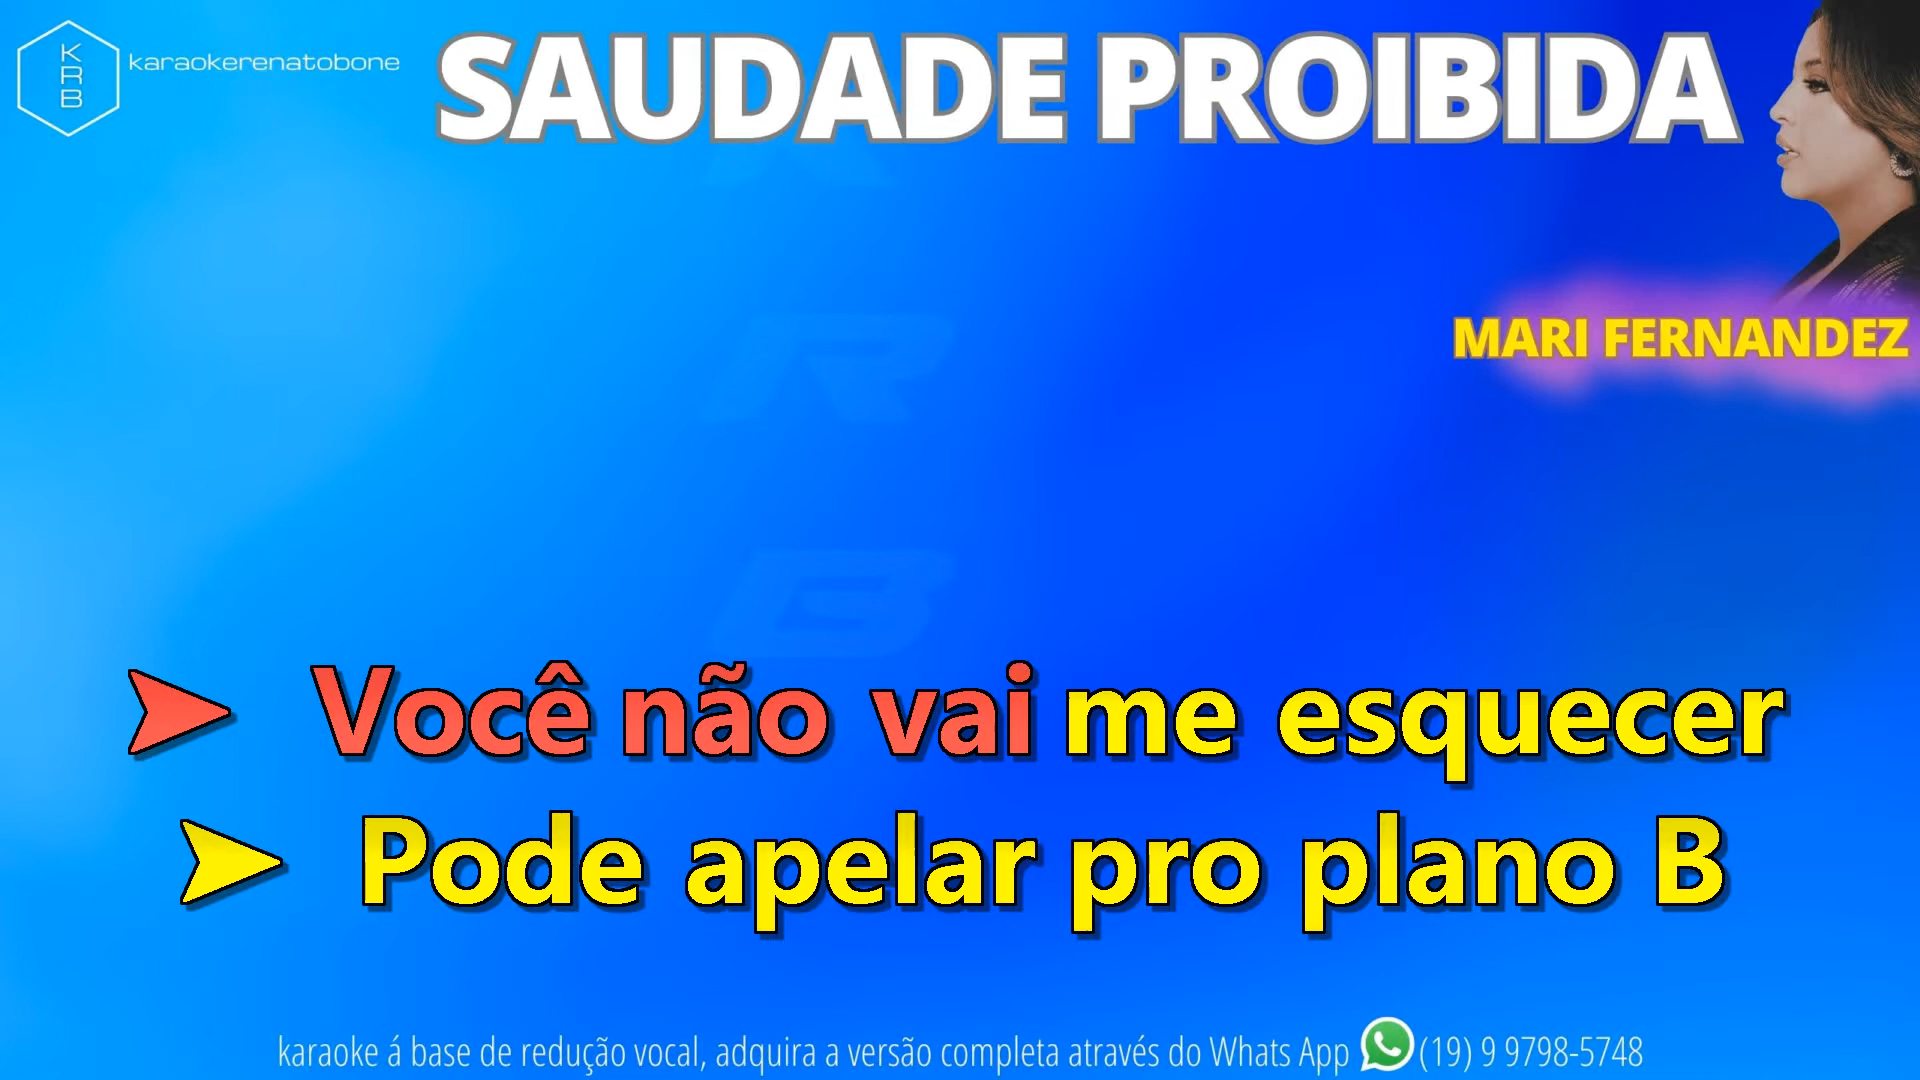 KRB
karaokerenatobone
SAUDADE PROIBIDA
R
B
MARI FERNANDEZ
➤ Você não vai me esquecer
➤ Pode apelar pro plano B
karaoke á base de redução vocal, adquira a versão completa através do Whats App (19) 9 9798-5748